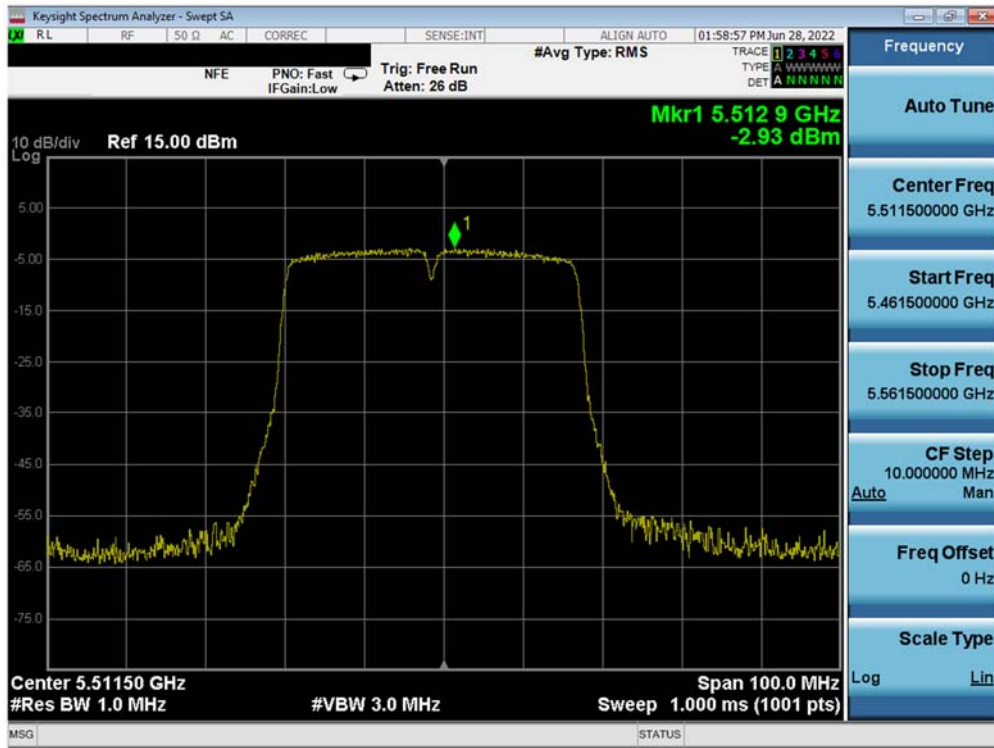 Keysight Spectrum Analyzer - Swept SA
LXI RL RF 50 Ω AC CORREC SENSE:INT ALIGN AUTO 01:58:57 PM Jun 28, 2022
#Avg Type: RMS TRACE 1 2 3 4 5 6
NFE PNO: Fast Trig: Free Run TYPE A WWWWW
IFGain:Low Atten: 26 dB DET A N N N N N
Mkr1 5.512 9 GHz
-2.93 dBm
10 dB/div Ref 15.00 dBm
Log
1
5.00
-5.00
-15.0
-25.0
-35.0
-45.0
-55.0
-65.0
-75.0
Center 5.51150 GHz Span 100.0 MHz
#Res BW 1.0 MHz #VBW 3.0 MHz Sweep 1.000 ms (1001 pts)
MSG STATUS
Frequency
Auto Tune
Center Freq
5.511500000 GHz
Start Freq
5.461500000 GHz
Stop Freq
5.561500000 GHz
CF Step
10.000000 MHz
Auto Man
Freq Offset
0 Hz
Scale Type
Log Lin